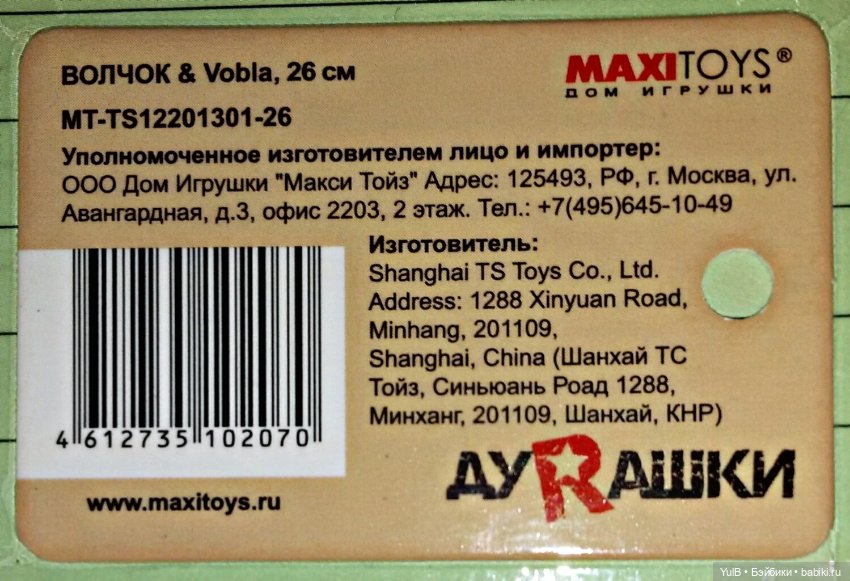 ВОЛЧОК & Vobla, 26 см
MAXITOYS®
ДОМ ИГРУШКИ
MT-TS12201301-26
Уполномоченное изготовителем лицо и импортер:
ООО Дом Игрушки "Макси Тойз" Адрес: 125493, РФ, г. Москва, ул.
Авангардная, д.3, офис 2203, 2 этаж. Тел.: +7(495)645-10-49
Изготовитель:
Shanghai TS Toys Co., Ltd.
Address: 1288 Xinyuan Road,
Minhang, 201109,
Shanghai, China (Шанхай ТС
Тойз, Синьюань Роад 1288,
Минханг, 201109, Шанхай, КНР)
4 612735 102070
www.maxitoys.ru
ДУRАШКИ
YulB • Бэйбики • babiki.ru